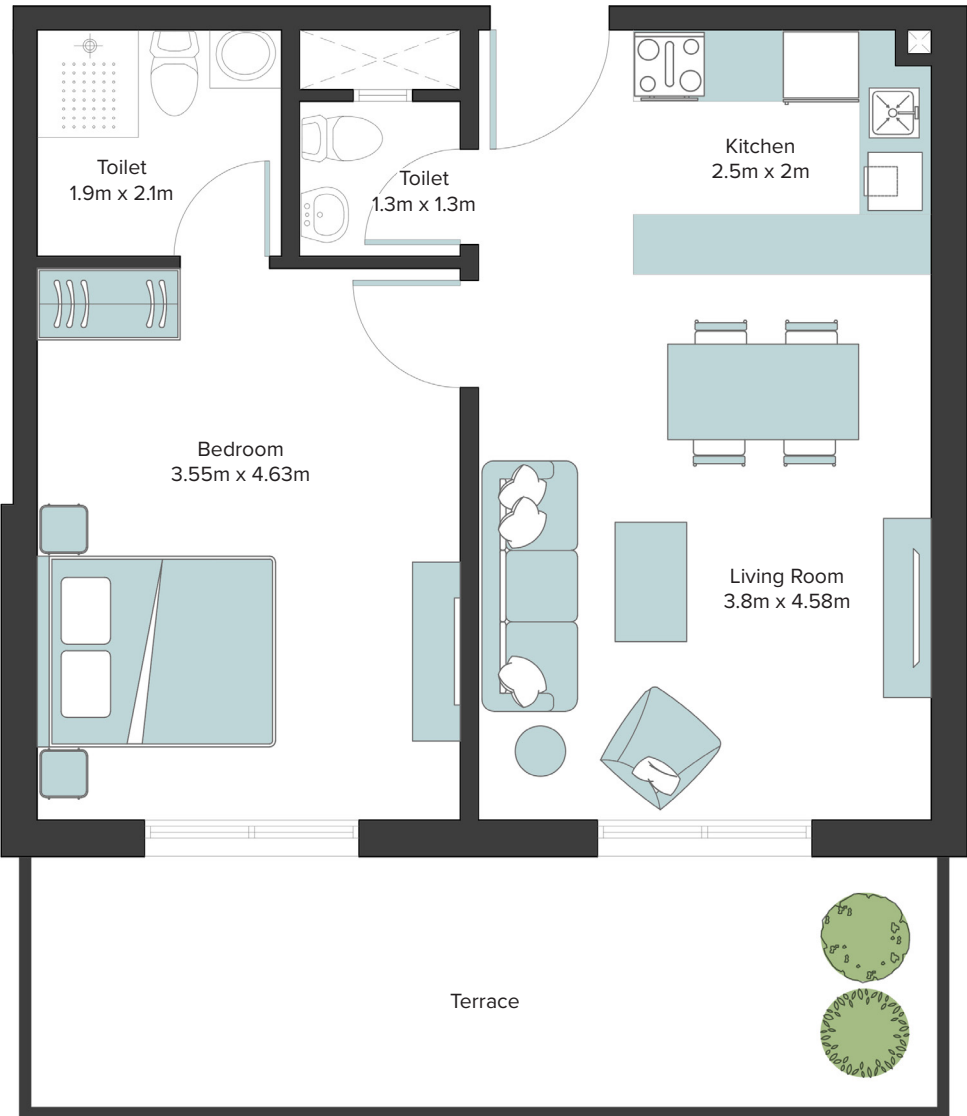 Toilet
1.9m x 2.1m
Toilet
1.3m x 1.3m
Kitchen
2.5m x 2m
Bedroom
3.55m x 4.63m
Living Room
3.8m x 4.58m
Terrace